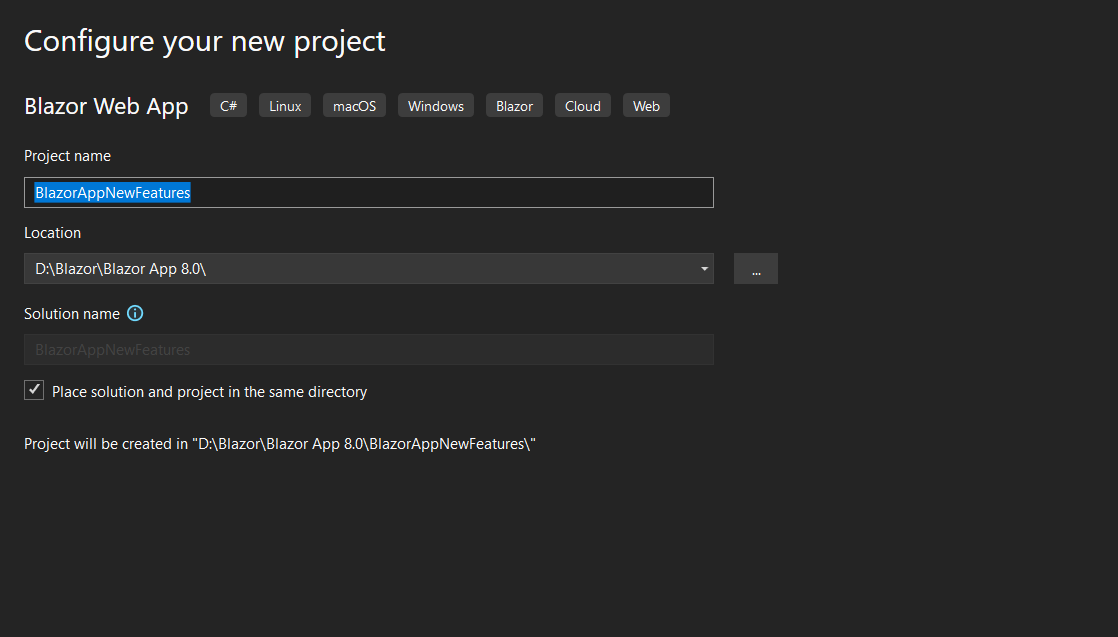 Configure your new project
Blazor Web App C# Linux macOS Windows Blazor Cloud Web
Project name
BlazorAppNewFeatures
Location
D:\Blazor\Blazor App 8.0\
...
Solution name
BlazorAppNewFeatures
Place solution and project in the same directory
Project will be created in "D:\Blazor\Blazor App 8.0\BlazorAppNewFeatures\"